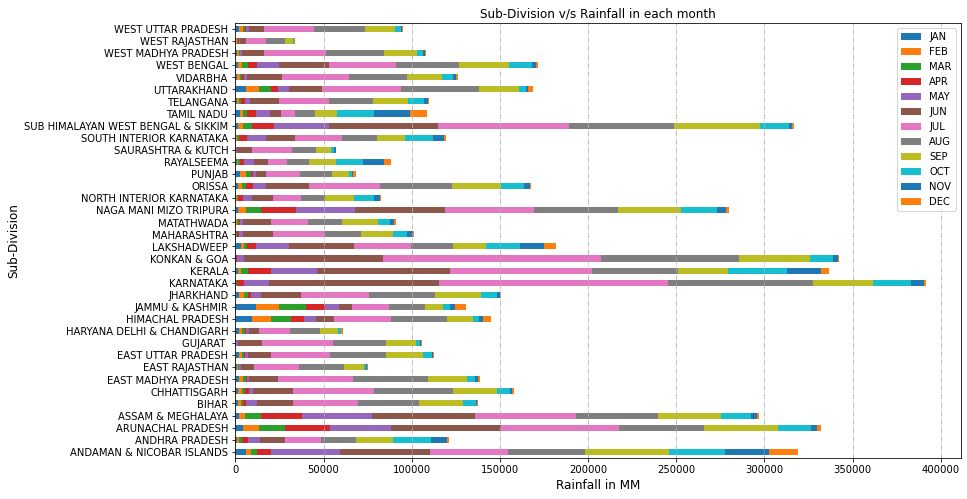 Sub-Division v/s Rainfall in each month
WEST UTTAR PRADESH
WEST RAJASTHAN
WEST MADHYA PRADESH
WEST BENGAL
VIDARBHA
UTTARAKHAND
TELANGANA
TAMIL NADU
SUB HIMALAYAN WEST BENGAL & SIKKIM
SOUTH INTERIOR KARNATAKA
SAURASHTRA & KUTCH
RAYALSEEMA
PUNJAB
ORISSA
NORTH INTERIOR KARNATAKA
NAGA MANI MIZO TRIPURA
MATATHWADA
MAHARASHTRA
LAKSHADWEEP
KONKAN & GOA
KERALA
KARNATAKA
JHARKHAND
JAMMU & KASHMIR
HIMACHAL PRADESH
HARYANA DELHI & CHANDIGARH
GUJARAT
EAST UTTAR PRADESH
EAST RAJASTHAN
EAST MADHYA PRADESH
CHHATTISGARH
BIHAR
ASSAM & MEGHALAYA
ARUNACHAL PRADESH
ANDHRA PRADESH
ANDAMAN & NICOBAR ISLANDS
Sub-Division
JAN
FEB
MAR
APR
MAY
JUN
JUL
AUG
SEP
OCT
NOV
DEC
0 50000 100000 150000 200000 250000 300000 350000 400000
Rainfall in MM